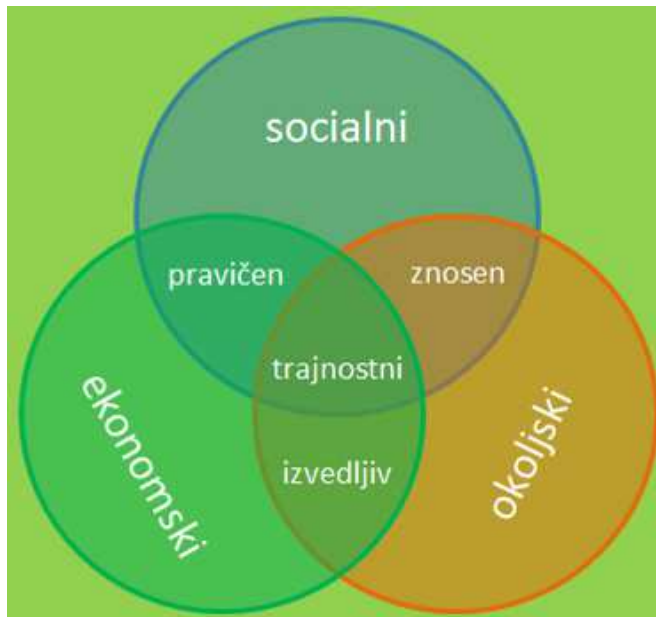 socialni
pravičen
znosen
trajnostni
ekonomski
izvedljiv
okoljski